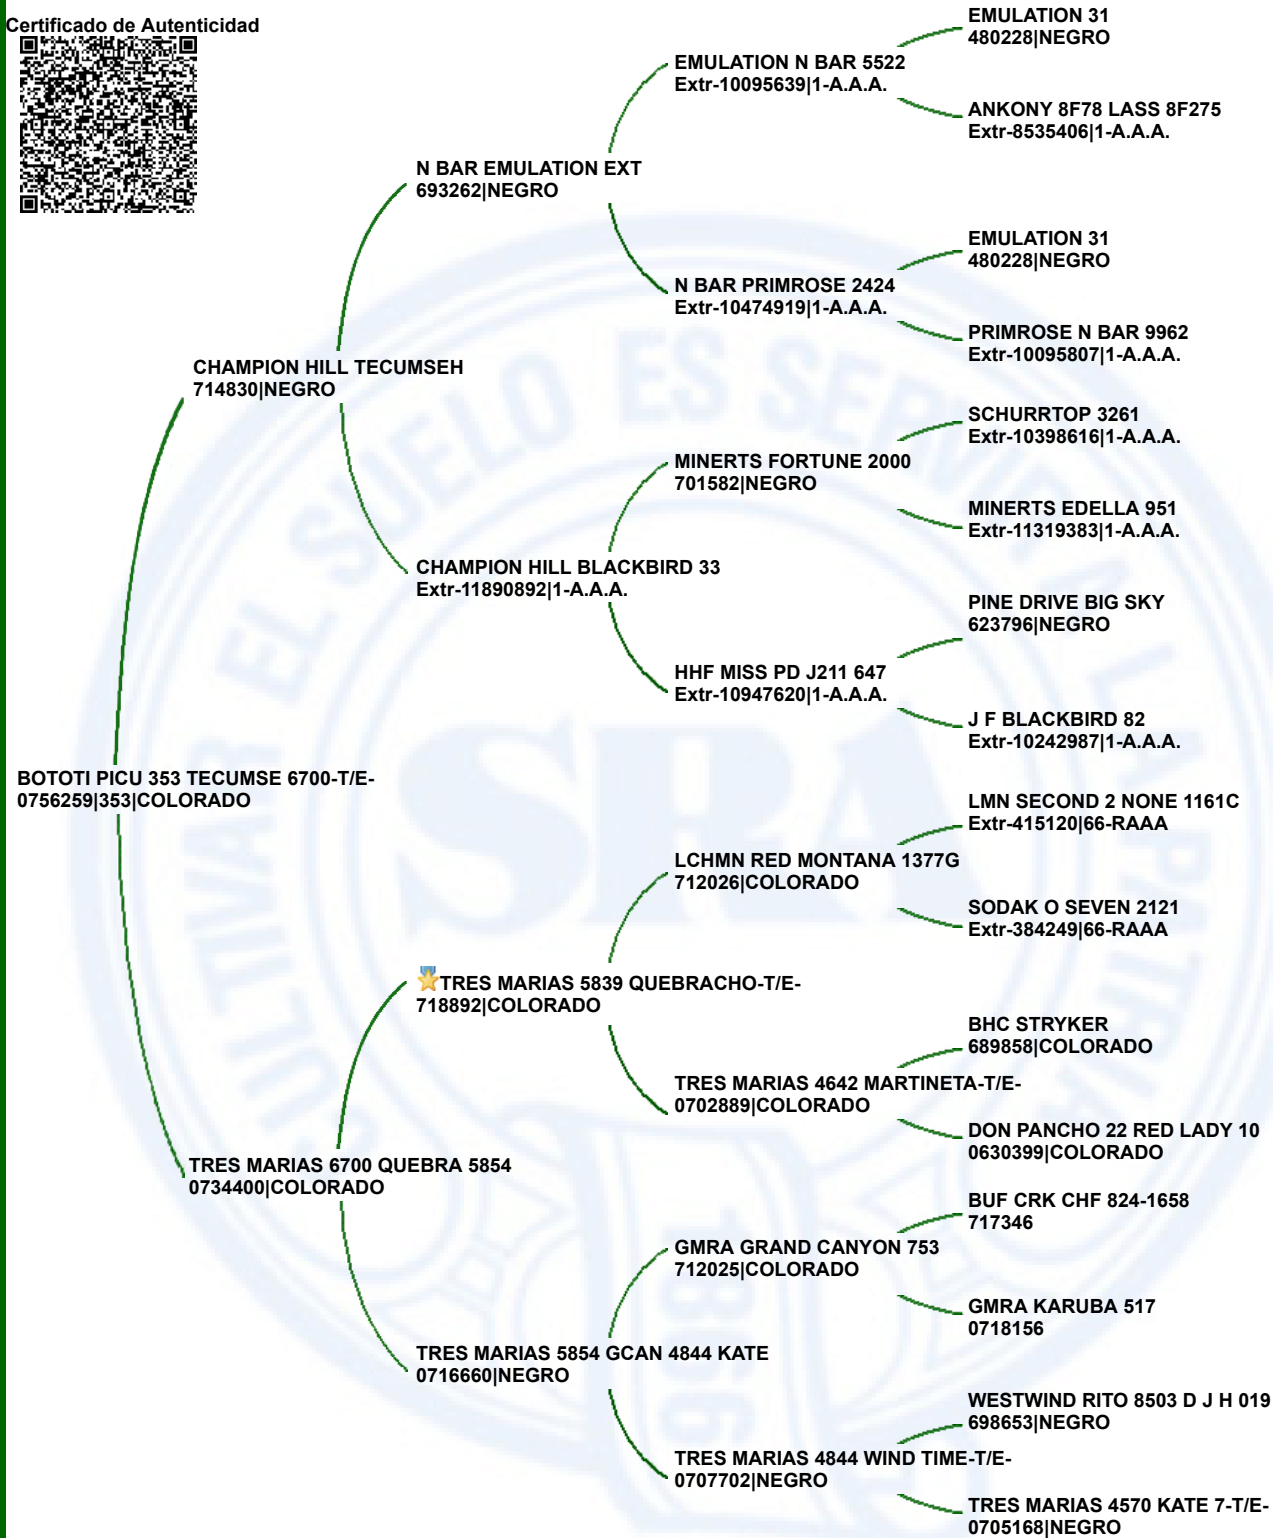 Certificado de Autenticidad
EMULATION 31
480228|NEGRO
EMULATION N BAR 5522
Extr-10095639|1-A.A.A.
ANKONY 8F78 LASS 8F275
Extr-8535406|1-A.A.A.
N BAR EMULATION EXT
693262|NEGRO
EMULATION 31
480228|NEGRO
N BAR PRIMROSE 2424
Extr-10474919|1-A.A.A.
PRIMROSE N BAR 9962
Extr-10095807|1-A.A.A.
CHAMPION HILL TECUMSEH
714830|NEGRO
SCHURRTOP 3261
Extr-10398616|1-A.A.A.
MINERTS FORTUNE 2000
701582|NEGRO
MINERTS EDELLA 951
Extr-11319383|1-A.A.A.
CHAMPION HILL BLACKBIRD 33
Extr-11890892|1-A.A.A.
PINE DRIVE BIG SKY
623796|NEGRO
HHF MISS PD J211 647
Extr-10947620|1-A.A.A.
J F BLACKBIRD 82
Extr-10242987|1-A.A.A.
BOTOTI PICU 353 TECUMSE 6700-T/E-
0756259|353|COLORADO
LMN SECOND 2 NONE 1161C
Extr-415120|66-RAAA
LCHMN RED MONTANA 1377G
712026|COLORADO
SODAK O SEVEN 2121
Extr-384249|66-RAAA
TRES MARIAS 5839 QUEBRACHO-T/E-
718892|COLORADO
BHC STRYKER
689858|COLORADO
TRES MARIAS 4642 MARTINETA-T/E-
0702889|COLORADO
DON PANCHO 22 RED LADY 10
0630399|COLORADO
TRES MARIAS 6700 QUEBRA 5854
0734400|COLORADO
BUF CRK CHF 824-1658
717346
GMRA GRAND CANYON 753
712025|COLORADO
GMRA KARUBA 517
0718156
TRES MARIAS 5854 GCAN 4844 KATE
0716660|NEGRO
WESTWIND RITO 8503 D J H 019
698653|NEGRO
TRES MARIAS 4844 WIND TIME-T/E-
0707702|NEGRO
TRES MARIAS 4570 KATE 7-T/E-
0705168|NEGRO
CULTIVAR EL SUELO ES SERVIR A LA PATRIA
SRA
1866